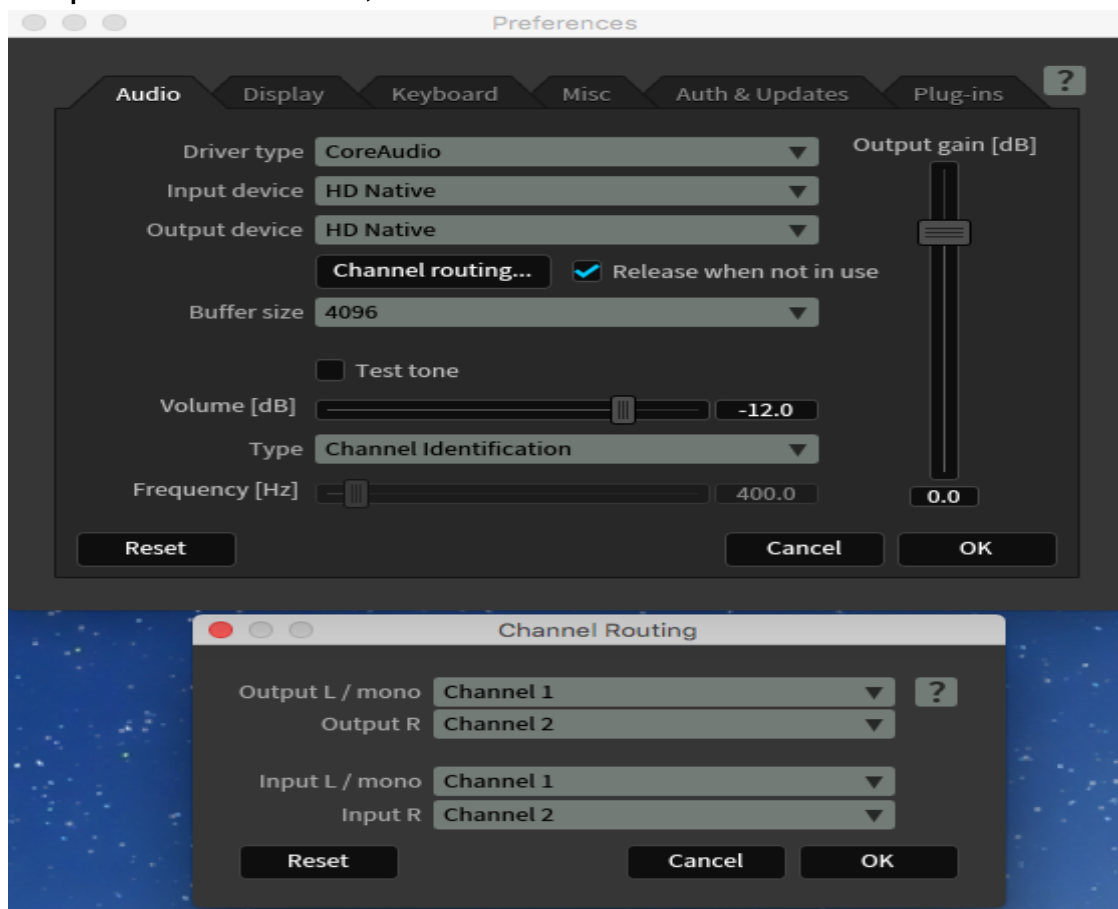 Preferences
Audio Display Keyboard Misc Auth & Updates Plug-ins ?
Driver type CoreAudio Output gain [dB]
Input device HD Native
Output device HD Native
Channel routing... Release when not in use
Buffer size 4096
Test tone
Volume [dB] -12.0
Type Channel Identification
Frequency [Hz] 400.0 0.0
Reset Cancel OK
Channel Routing
Output L / mono Channel 1 ?
Output R Channel 2
Input L / mono Channel 1
Input R Channel 2
Reset Cancel OK